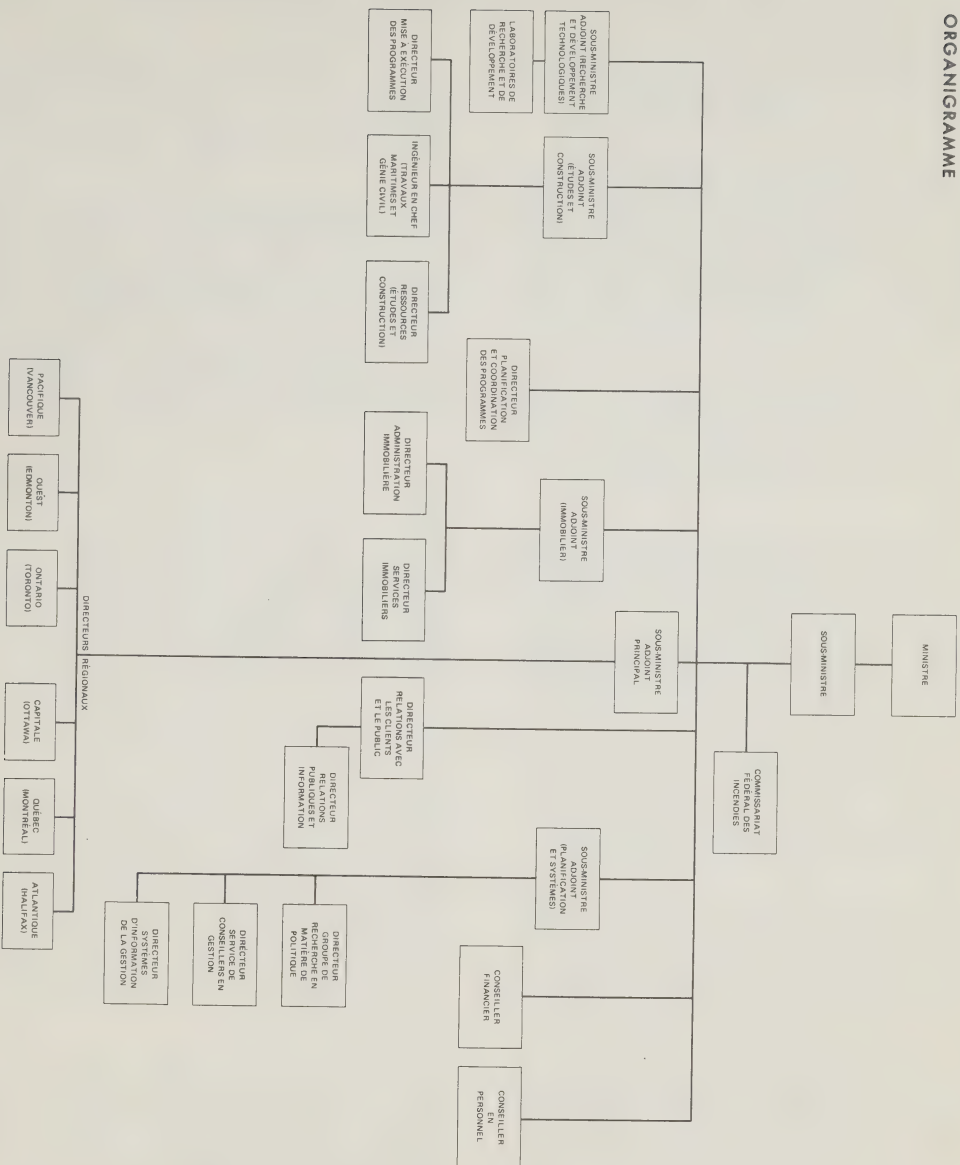 ORGANIGRAMME
MINISTRE
SOUS-MINISTRE
COMMISSARIAT
FÉDÉRAL DES
INCENDIES
SOUS-MINISTRE
ADJOINT
PRINCIPAL
SOUS-MINISTRE
ADJOINT (RECHERCHE
ET DÉVELOPPEMENT
TECHNOLOGIQUES)
LABORATOIRES DE
RECHERCHE ET DE
DÉVELOPPEMENT
SOUS-MINISTRE
ADJOINT
(ÉTUDES ET
CONSTRUCTION)
DIRECTEUR
MISE A EXÉCUTION
DES PROGRAMMES
INGÉNIEUR EN CHEF
(TRAVAUX
MARITIMES ET
GÉNIE CIVIL)
DIRECTEUR
RESSOURCES
(ÉTUDES ET
CONSTRUCTION)
DIRECTEUR
PLANIFICATION
ET COORDINATION
DES PROGRAMMES
SOUS-MINISTRE
ADJOINT
(IMMOBILIER)
DIRECTEUR
ADMINISTRATION
IMMOBILIÈRE
DIRECTEUR
SERVICES
IMMOBILIERS
DIRECTEUR
RELATIONS AVEC
LES CLIENTS
ET LE PUBLIC
DIRECTEUR
RELATIONS
PUBLIQUES ET
INFORMATION
SOUS-MINISTRE
ADJOINT
(PLANIFICATION
ET SYSTÈMES)
DIRECTEUR
GROUPE DE
RECHERCHE EN
MATIÈRE DE
POLITIQUE
DIRECTEUR
SERVICE DE
CONSEILLERS EN
GESTION
DIRECTEUR
SYSTÈMES
D'INFORMATION
DE LA GESTION
CONSEILLER
FINANCIER
CONSEILLER
EN
PERSONNEL
DIRECTEURS RÉGIONAUX
PACIFIQUE
(VANCOUVER)
OUEST
(EDMONTON)
ONTARIO
(TORONTO)
CAPITALE
(OTTAWA)
QUÉBEC
(MONTRÉAL)
ATLANTIQUE
(HALIFAX)